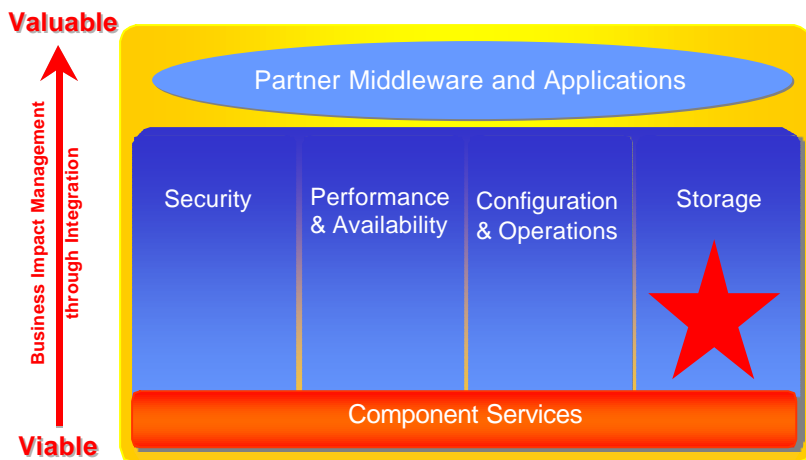 Valuable
Partner Middleware and Applications
Business Impact Management
through Integration
Security
Performance
& Availability
Configuration
& Operations
Storage
Component Services
Viable